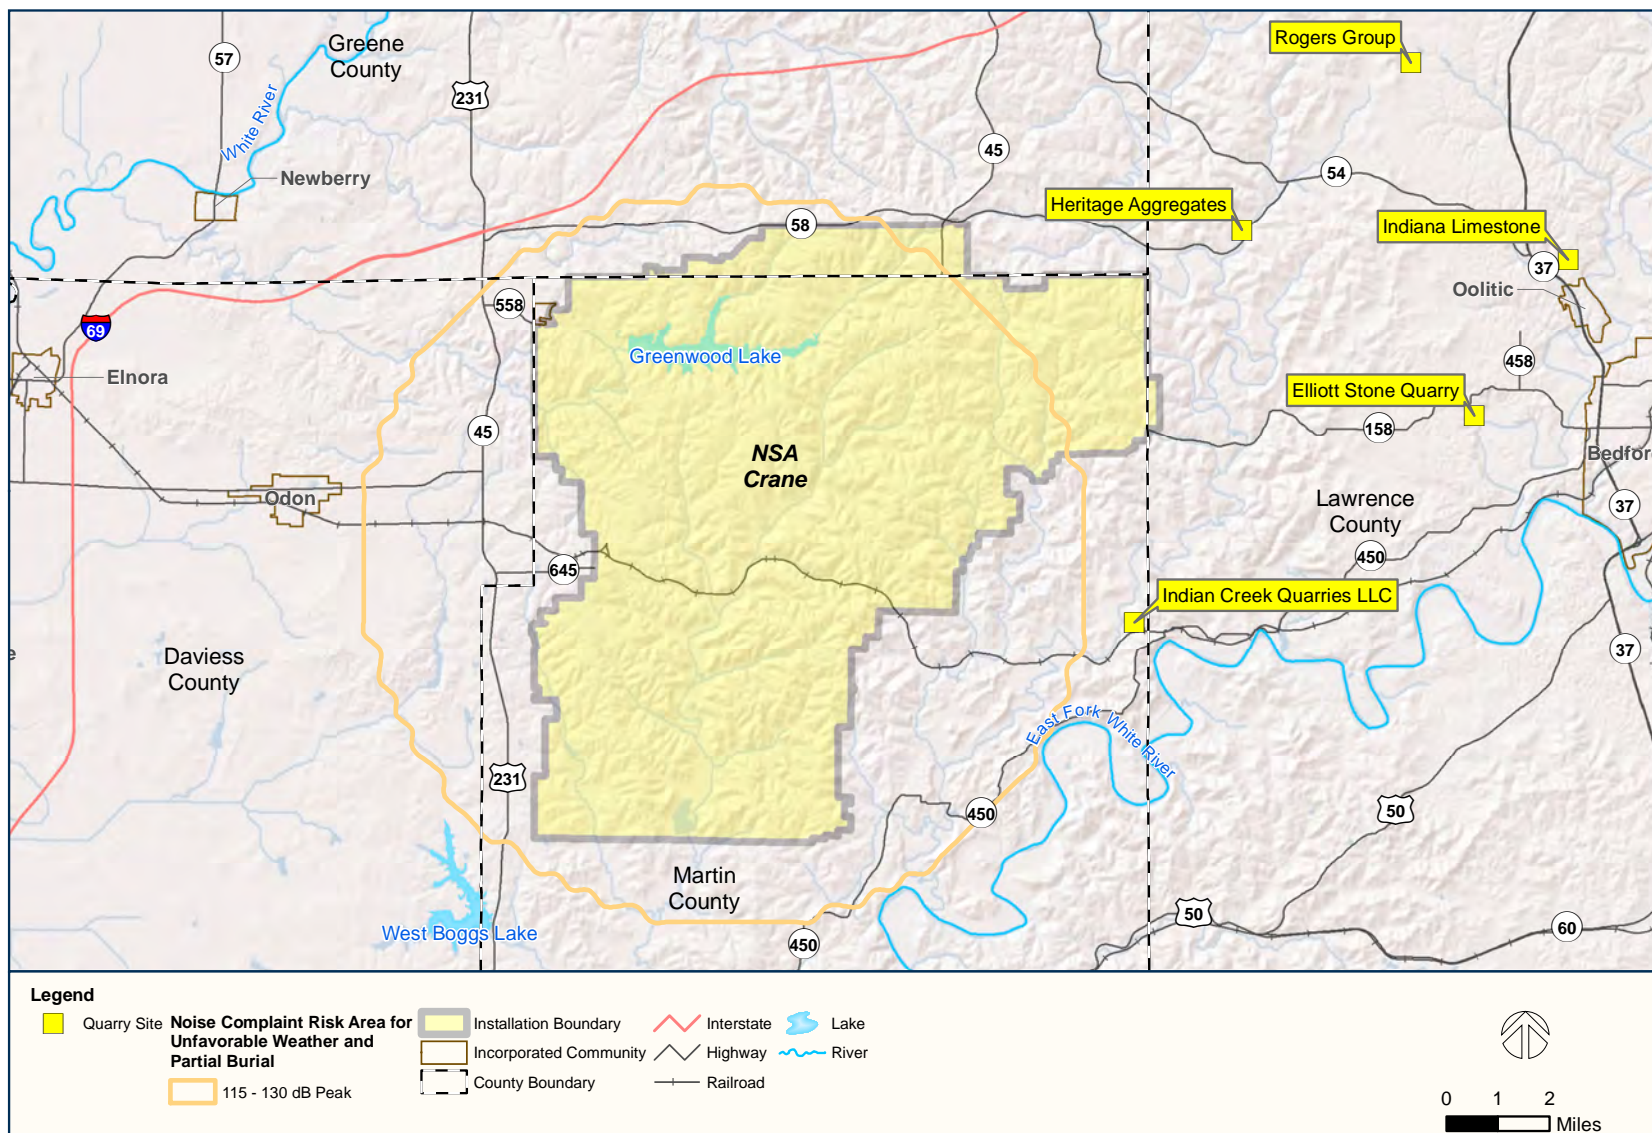 Greene
County
57
231
White River
Newberry
45
Rogers Group
54
Heritage Aggregates
58
Indiana Limestone
37
Oolitic
558
69
Greenwood Lake
Elnora
458
Elliott Stone Quarry
45
158
NSA
Crane
Bedfor
Odon
Lawrence
County
37
450
645
Indian Creek Quarries LLC
Daviess
County
37
East Fork White River
231
450
50
Martin
County
50
60
West Boggs Lake
450
Legend
Quarry Site
Noise Complaint Risk Area for
Unfavorable Weather and
Partial Burial
115 - 130 dB Peak
Installation Boundary
Incorporated Community
County Boundary
Interstate
Highway
Railroad
Lake
River
0 1 2
Miles